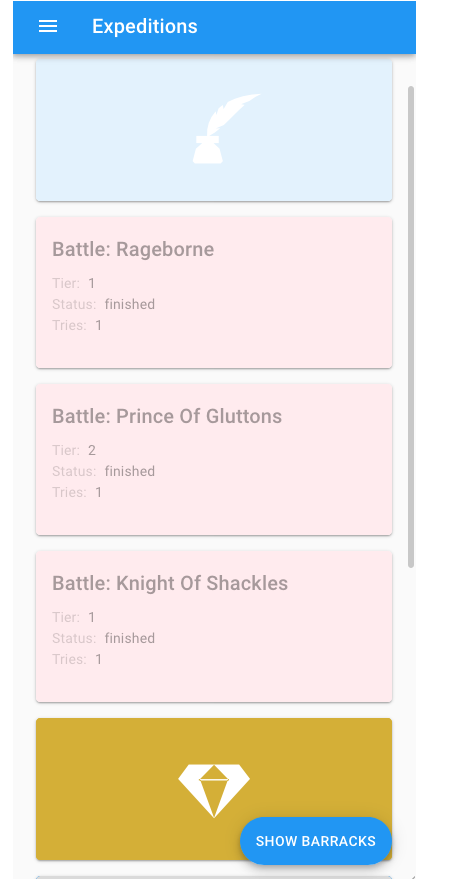 Expeditions
Battle: Rageborne
Tier: 1
Status: finished
Tries: 1
Battle: Prince Of Gluttons
Tier: 2
Status: finished
Tries: 1
Battle: Knight Of Shackles
Tier: 1
Status: finished
Tries: 1
SHOW BARRACKS